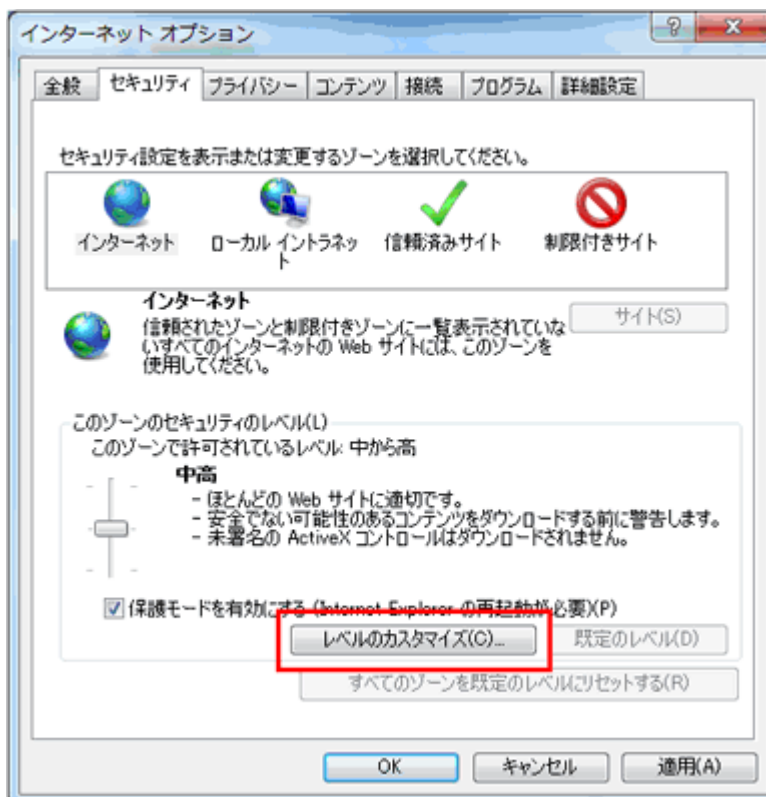 インターネット オプション
全般 セキュリティ プライバシー コンテンツ 接続 プログラム 詳細設定
セキュリティ設定を表示または変更するゾーンを選択してください。
インターネット ローカル イントラネッ 信頼済みサイト 制限付きサイト
ト
インターネット
サイト(S)
信頼されたゾーンと制限付きゾーンに一覧表示されていな
いすべてのインターネットの Web サイトには、このゾーンを
使用してください。
このゾーンのセキュリティのレベル(L)
このゾーンで許可されているレベル: 中から高
中高
- ほとんどの Web サイトに適切です。
- 安全でない可能性のあるコンテンツをダウンロードする前に警告します。
- 未署名の ActiveX コントロールはダウンロードされません。
保護モードを有効にする (Internet Explorer の再起動が必要)(P)
レベルのカスタマイズ(C)... 既定のレベル(D)
すべてのゾーンを既定のレベルにリセットする(R)
OK キャンセル 適用(A)